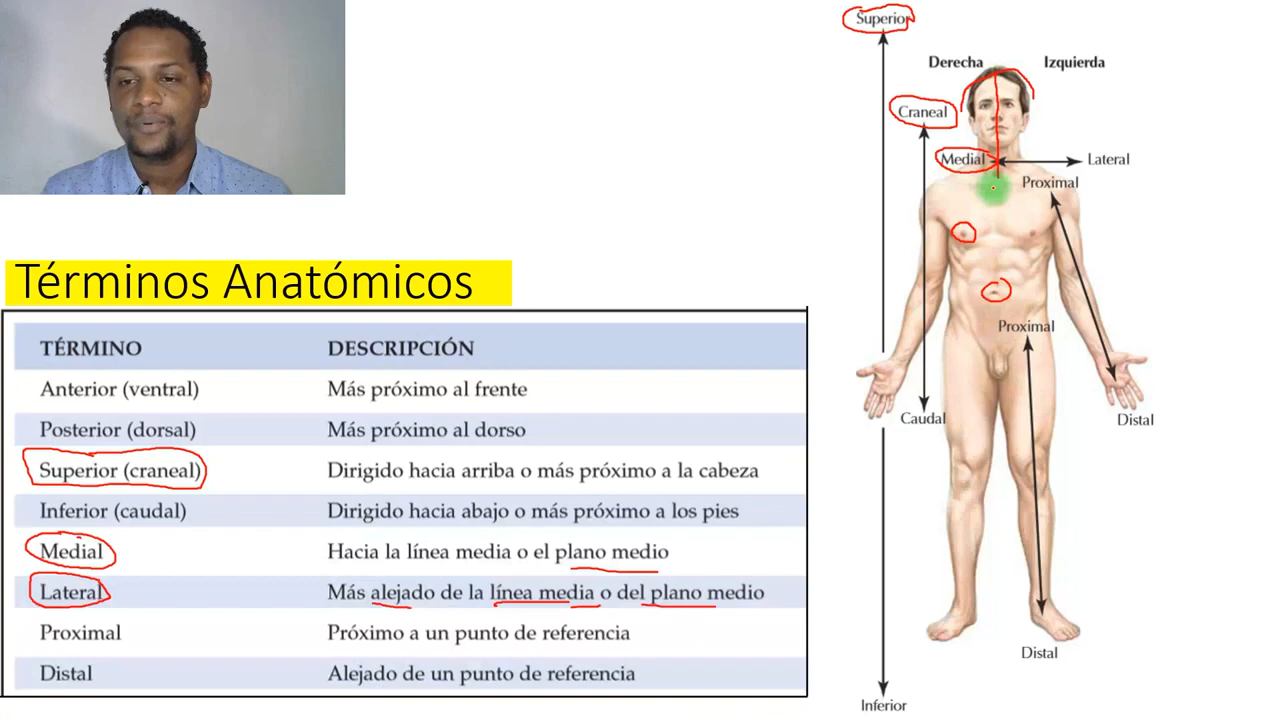 Términos Anatómicos
TÉRMINO DESCRIPCIÓN
Anterior (ventral) Más próximo al frente
Posterior (dorsal) Más próximo al dorso
Superior (craneal) Dirigido hacia arriba o más próximo a la cabeza
Inferior (caudal) Dirigido hacia abajo o más próximo a los pies
Medial Hacia la línea media o el plano medio
Lateral Más alejado de la línea media o del plano medio
Proximal Próximo a un punto de referencia
Distal Alejado de un punto de referencia
Superior
Derecha Izquierda
Craneal
Medial Lateral
Proximal
Proximal
Caudal Distal
Distal
Inferior